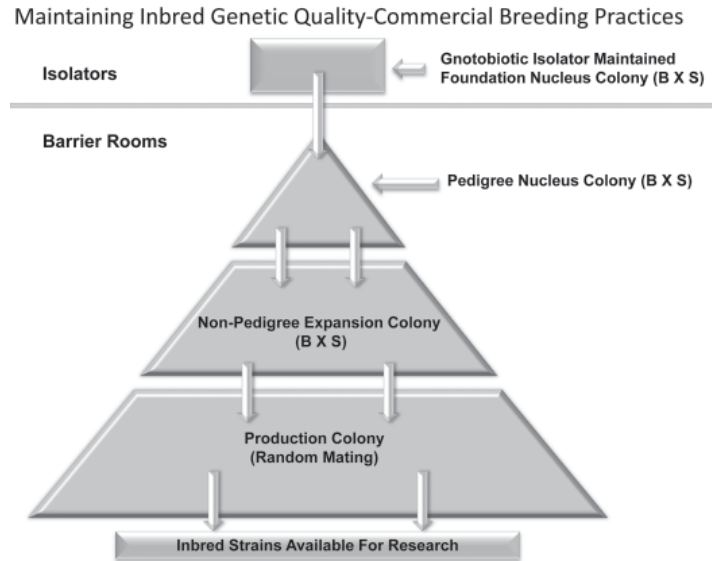 Maintaining Inbred Genetic Quality-Commercial Breeding Practices
Isolators
Gnotobiotic Isolator Maintained
Foundation Nucleus Colony (B X S)
Barrier Rooms
Pedigree Nucleus Colony (B X S)
Non-Pedigree Expansion Colony
(B X S)
Production Colony
(Random Mating)
Inbred Strains Available For Research